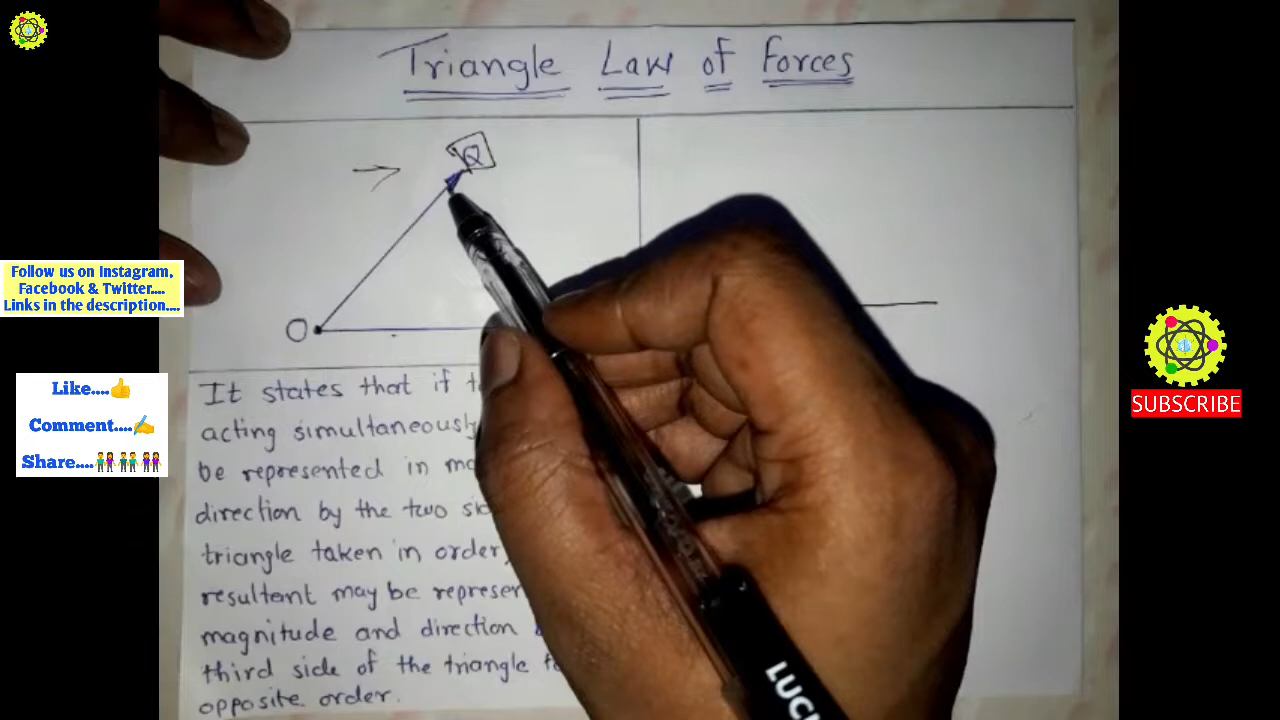 Triangle Law of Forces
Q
O
Follow us on Instagram,
Facebook & Twitter....
Links in the description....
Like....👍
Comment....✍
Share....👫👬👭
SUBSCRIBE
It states that if
acting simultaneously
be represented in
direction by the two
triangle taken in order,
resultant may be
magnitude and direction
third side of the triangle
opposite order.
LUC